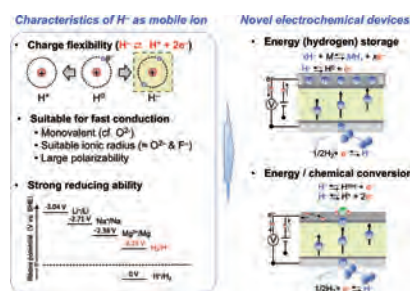 Characteristics of H⁻ as mobile ion
• Charge flexibility (H⁻ ⇄ H⁺ + 2e⁻)
H⁺ H⁰ H⁻
• Suitable for fast conduction
• Monovalent (cf. O²⁻)
• Suitable ionic radius (≈ O²⁻ & F⁻)
• Large polarizability
• Strong reducing ability
-3.04 V Li⁺/Li
-2.71 V Na⁺/Na
-2.36 V Mg²⁺/Mg
H₂/H⁻
0 V H⁺/H₂
Novel electrochemical devices
• Energy (hydrogen) storage
1/2H₂ + e⁻ ⇆ H⁻
• Energy / chemical conversion
1/2H₂ + e⁻ ⇆ H⁻